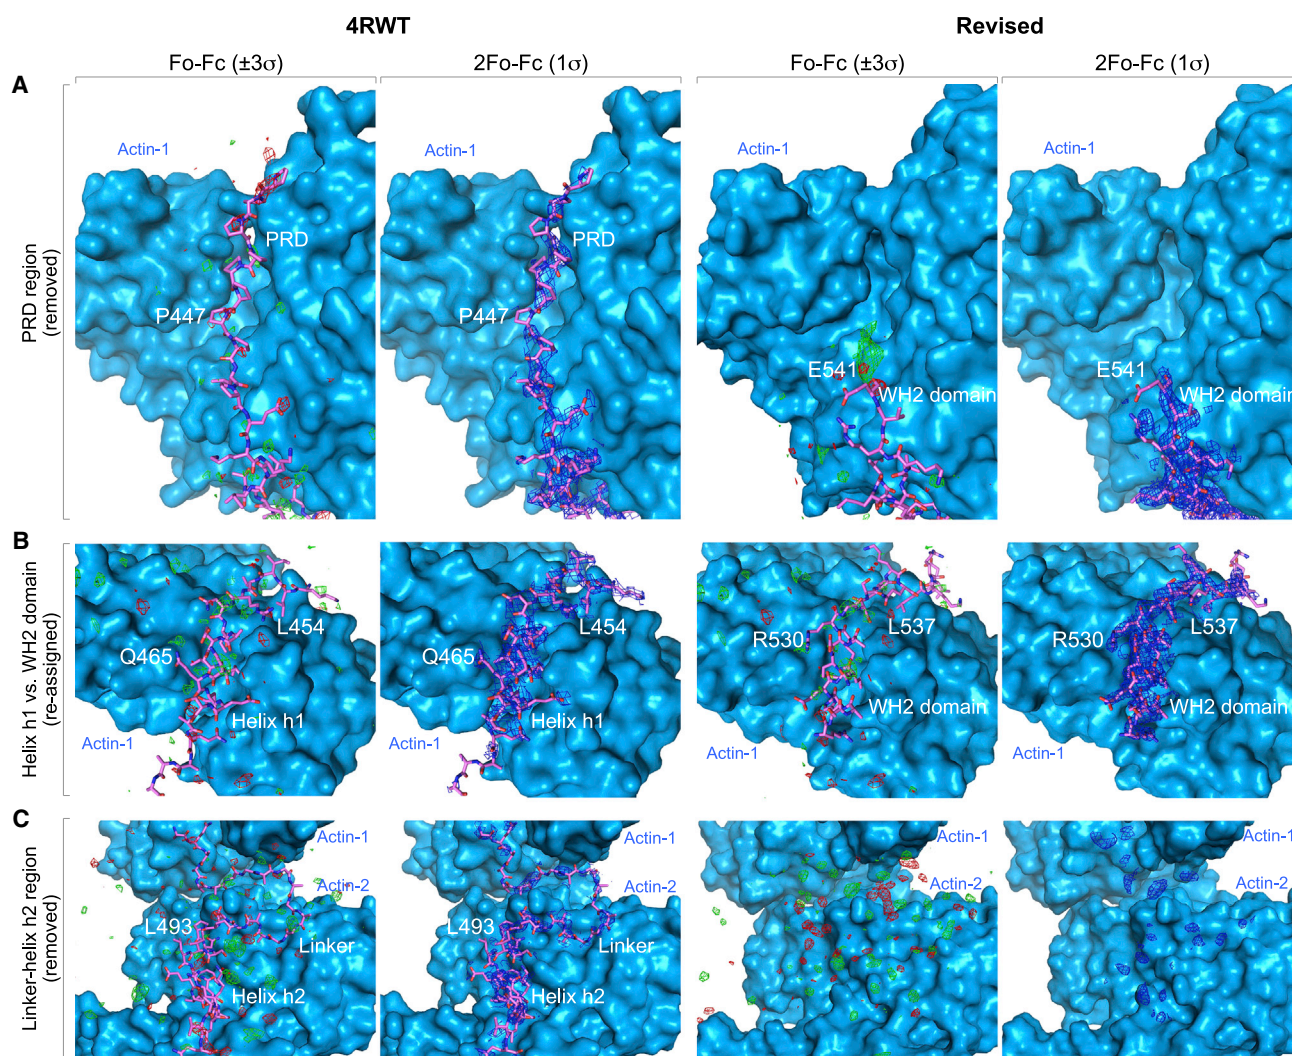 4RWT
Revised
Fo-Fc (±3σ)
2Fo-Fc (1σ)
Fo-Fc (±3σ)
2Fo-Fc (1σ)
A
PRD region
(removed)
Actin-1
PRD
P447
Actin-1
PRD
P447
Actin-1
E541
WH2 domain
Actin-1
E541
WH2 domain
B
Helix h1 vs. WH2 domain
(re-assigned)
L454
Q465
Helix h1
Actin-1
L454
Q465
Helix h1
Actin-1
L537
R530
WH2 domain
Actin-1
L537
R530
WH2 domain
Actin-1
C
Linker-helix h2 region
(removed)
Actin-1
Actin-2
L493
Linker
Helix h2
Actin-1
Actin-2
L493
Linker
Helix h2
Actin-1
Actin-2
Actin-1
Actin-2